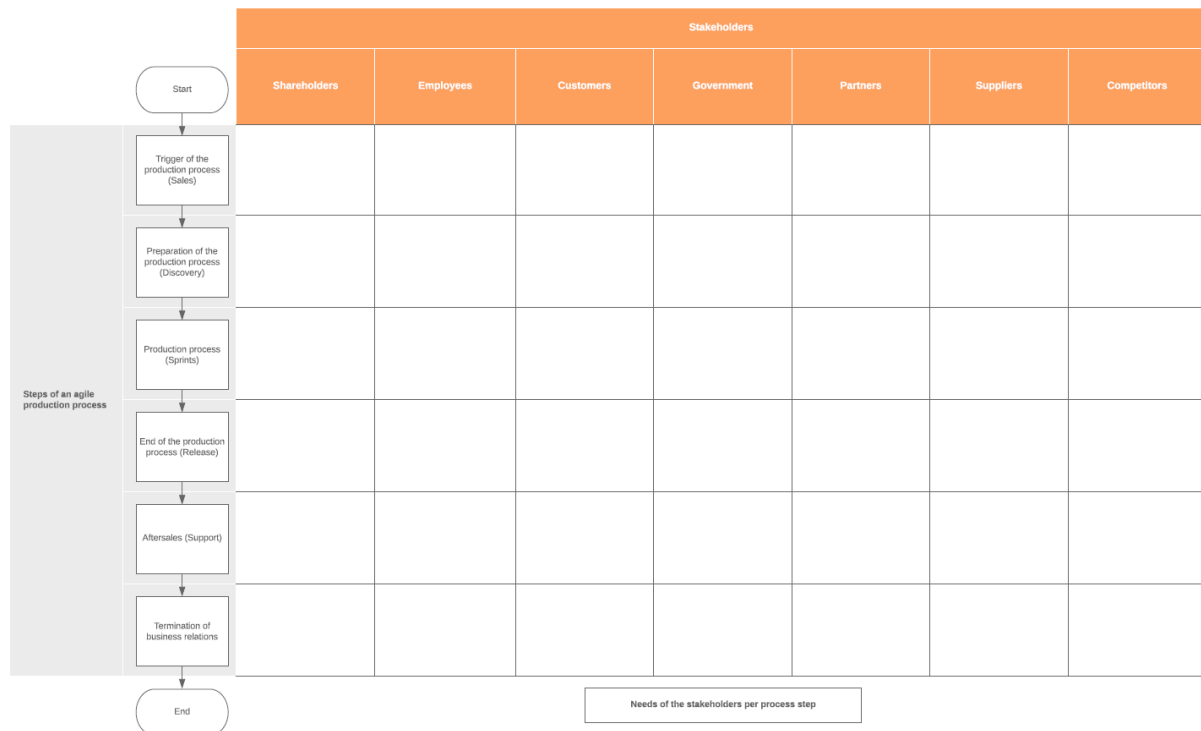 Stakeholders
Start
Shareholders
Employees
Customers
Government
Partners
Suppliers
Competitors
Steps of an agile
production process
Trigger of the
production process
(Sales)
Preparation of the
production process
(Discovery)
Production process
(Sprints)
End of the production
process (Release)
Aftersales (Support)
Termination of
business relations
End
Needs of the stakeholders per process step